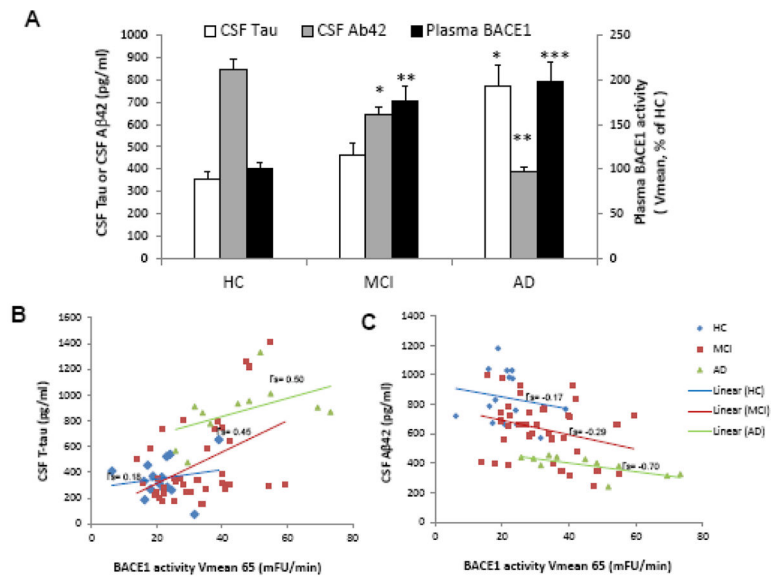 A
CSF Tau CSF Ab42 Plasma BACE1
CSF Tau or CSF Aβ42 (pg/ml)
1000
900
800
700
600
500
400
300
200
100
0
*
**
*
**
***
250
200
150
100
50
0
Plasma BACE1 activity
( Vmean, % of HC)
HC MCI AD
B
CSF T-tau (pg/ml)
1600
1400
1200
1000
800
600
400
200
0
rs= 0.50
rs= 0.45
rs= 0.18
0 20 40 60 80
BACE1 activity Vmean 65 (mFU/min)
C
CSF Aβ42 (pg/ml)
1400
1200
1000
800
600
400
200
0
rs= -0.17
rs= -0.29
rs= -0.70
0 20 40 60 80
BACE1 activity Vmean 65 (mFU/min)
HC
MCI
AD
Linear (HC)
Linear (MCI)
Linear (AD)